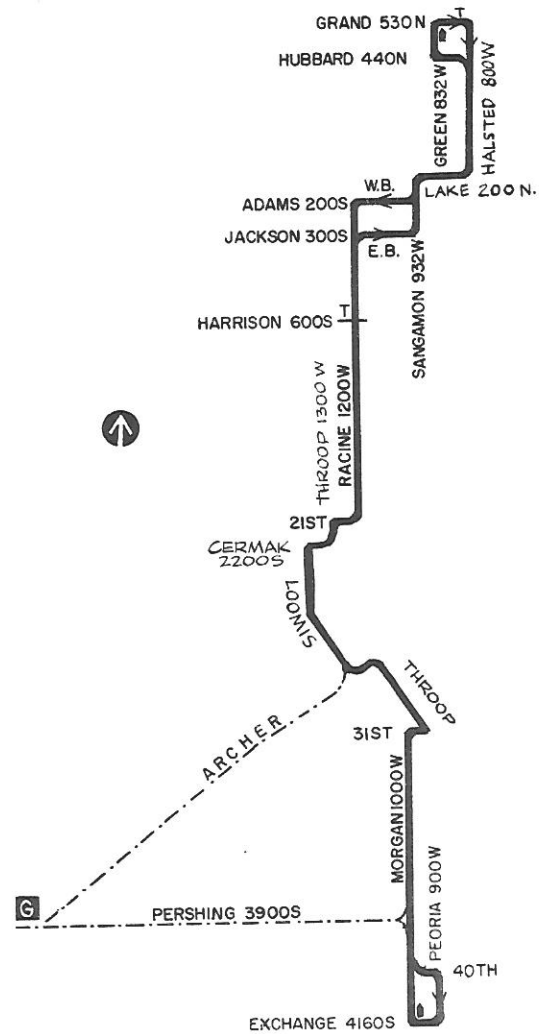 GRAND 530N
T
HUBBARD 440N
GREEN 832W
HALSTED 800W
W.B.
LAKE 200 N.
ADAMS 200S
JACKSON 300S
E.B.
SANGAMON 932W
T
HARRISON 600S
THROOP 1300 W
RACINE 1200W
21ST
CERMAK
2200S
LOOMIS
THROOP
31ST
ARCHER
MORGAN 1000W
PEORIA 900W
G
PERSHING 3900S
40TH
EXCHANGE 4160S